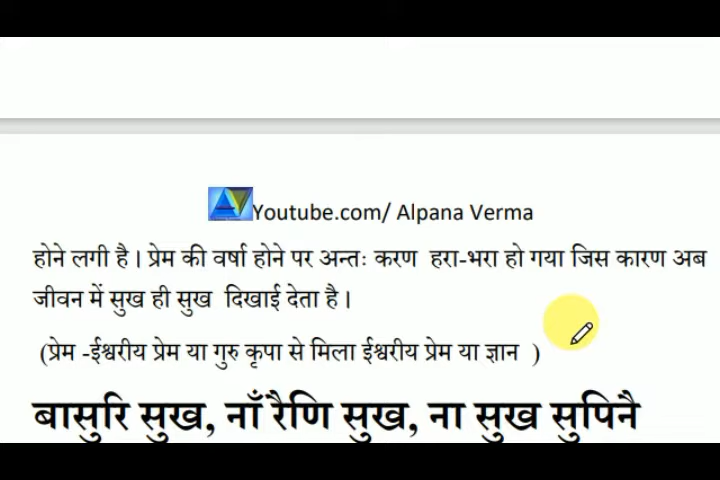 Youtube.com/ Alpana Verma
होने लगी है। प्रेम की वर्षा होने पर अन्तः करण हरा-भरा हो गया जिस कारण अब
जीवन में सुख ही सुख दिखाई देता है।
(प्रेम -ईश्वरीय प्रेम या गुरु कृपा से मिला ईश्वरीय प्रेम या ज्ञान )
बासुरि सुख, नाँ रैणि सुख, ना सुख सुपिनै